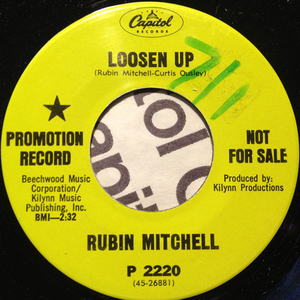 Capitol
RECORDS
LOOSEN UP
(Rubin Mitchell-Curtis Ousley)
711
PROMOTION
RECORD
NOT
FOR SALE
Beechwood Music
Corporation/
Kilynn Music
Publishing, Inc.
BMI—2:32
Produced by:
Kilynn Productions
RUBIN MITCHELL
P 2220
(45-26881)